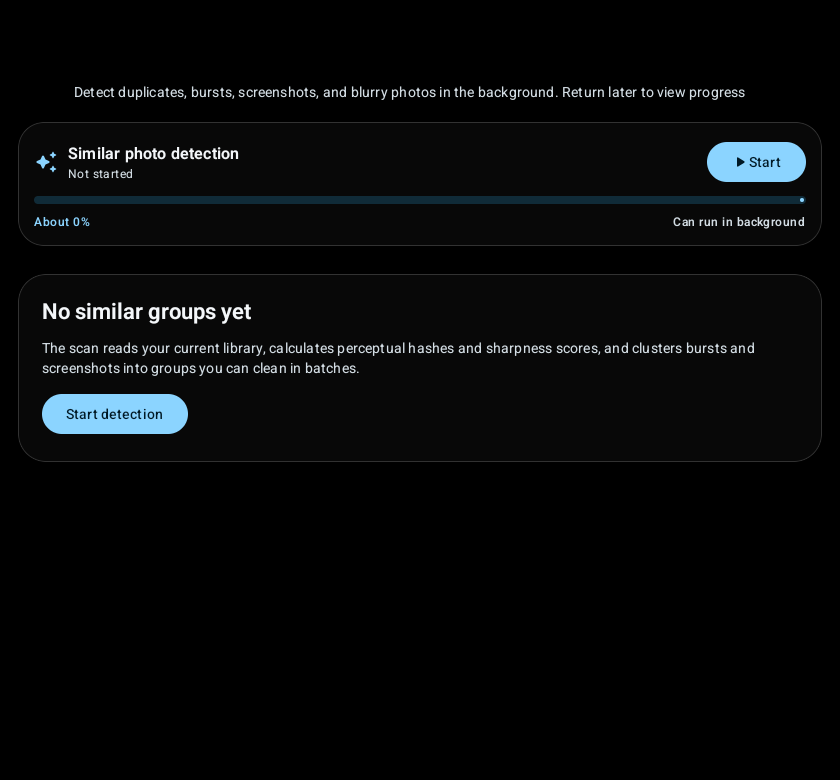 Detect duplicates, bursts, screenshots, and blurry photos in the background. Return later to view progress
Similar photo detection
Start
Not started
About 0%
Can run in background
No similar groups yet
The scan reads your current library, calculates perceptual hashes and sharpness scores, and clusters bursts and
screenshots into groups you can clean in batches.
Start detection